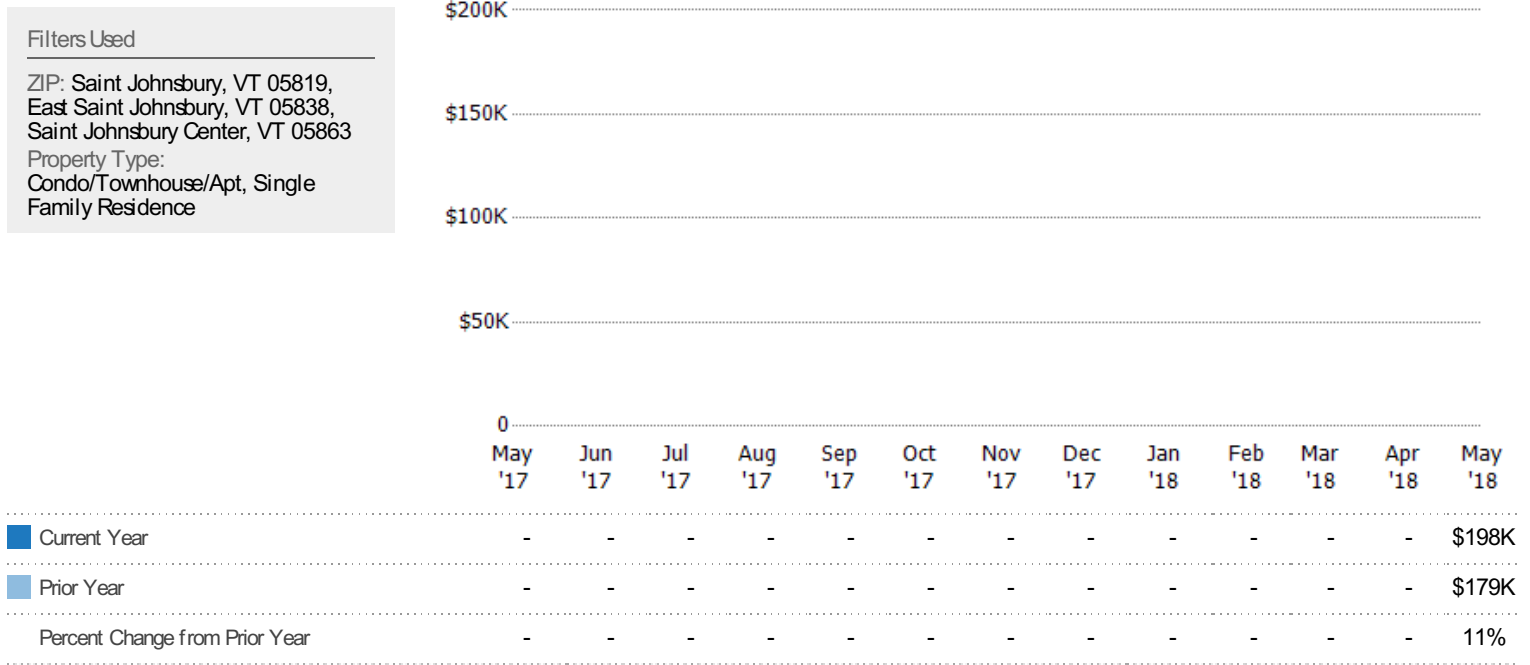 Filters Used
ZIP: Saint Johnsbury, VT 05819,
East Saint Johnsbury, VT 05838,
Saint Johnsbury Center, VT 05863
Property Type:
Condo/Townhouse/Apt, Single
Family Residence
$200K
$150K
$100K
$50K
0
May Jun Jul Aug Sep Oct Nov Dec Jan Feb Mar Apr May
'17 '17 '17 '17 '17 '17 '17 '17 '18 '18 '18 '18 '18
Current Year - - - - - - - - - - - - $198K
Prior Year - - - - - - - - - - - - $179K
Percent Change from Prior Year - - - - - - - - - - - - 11%